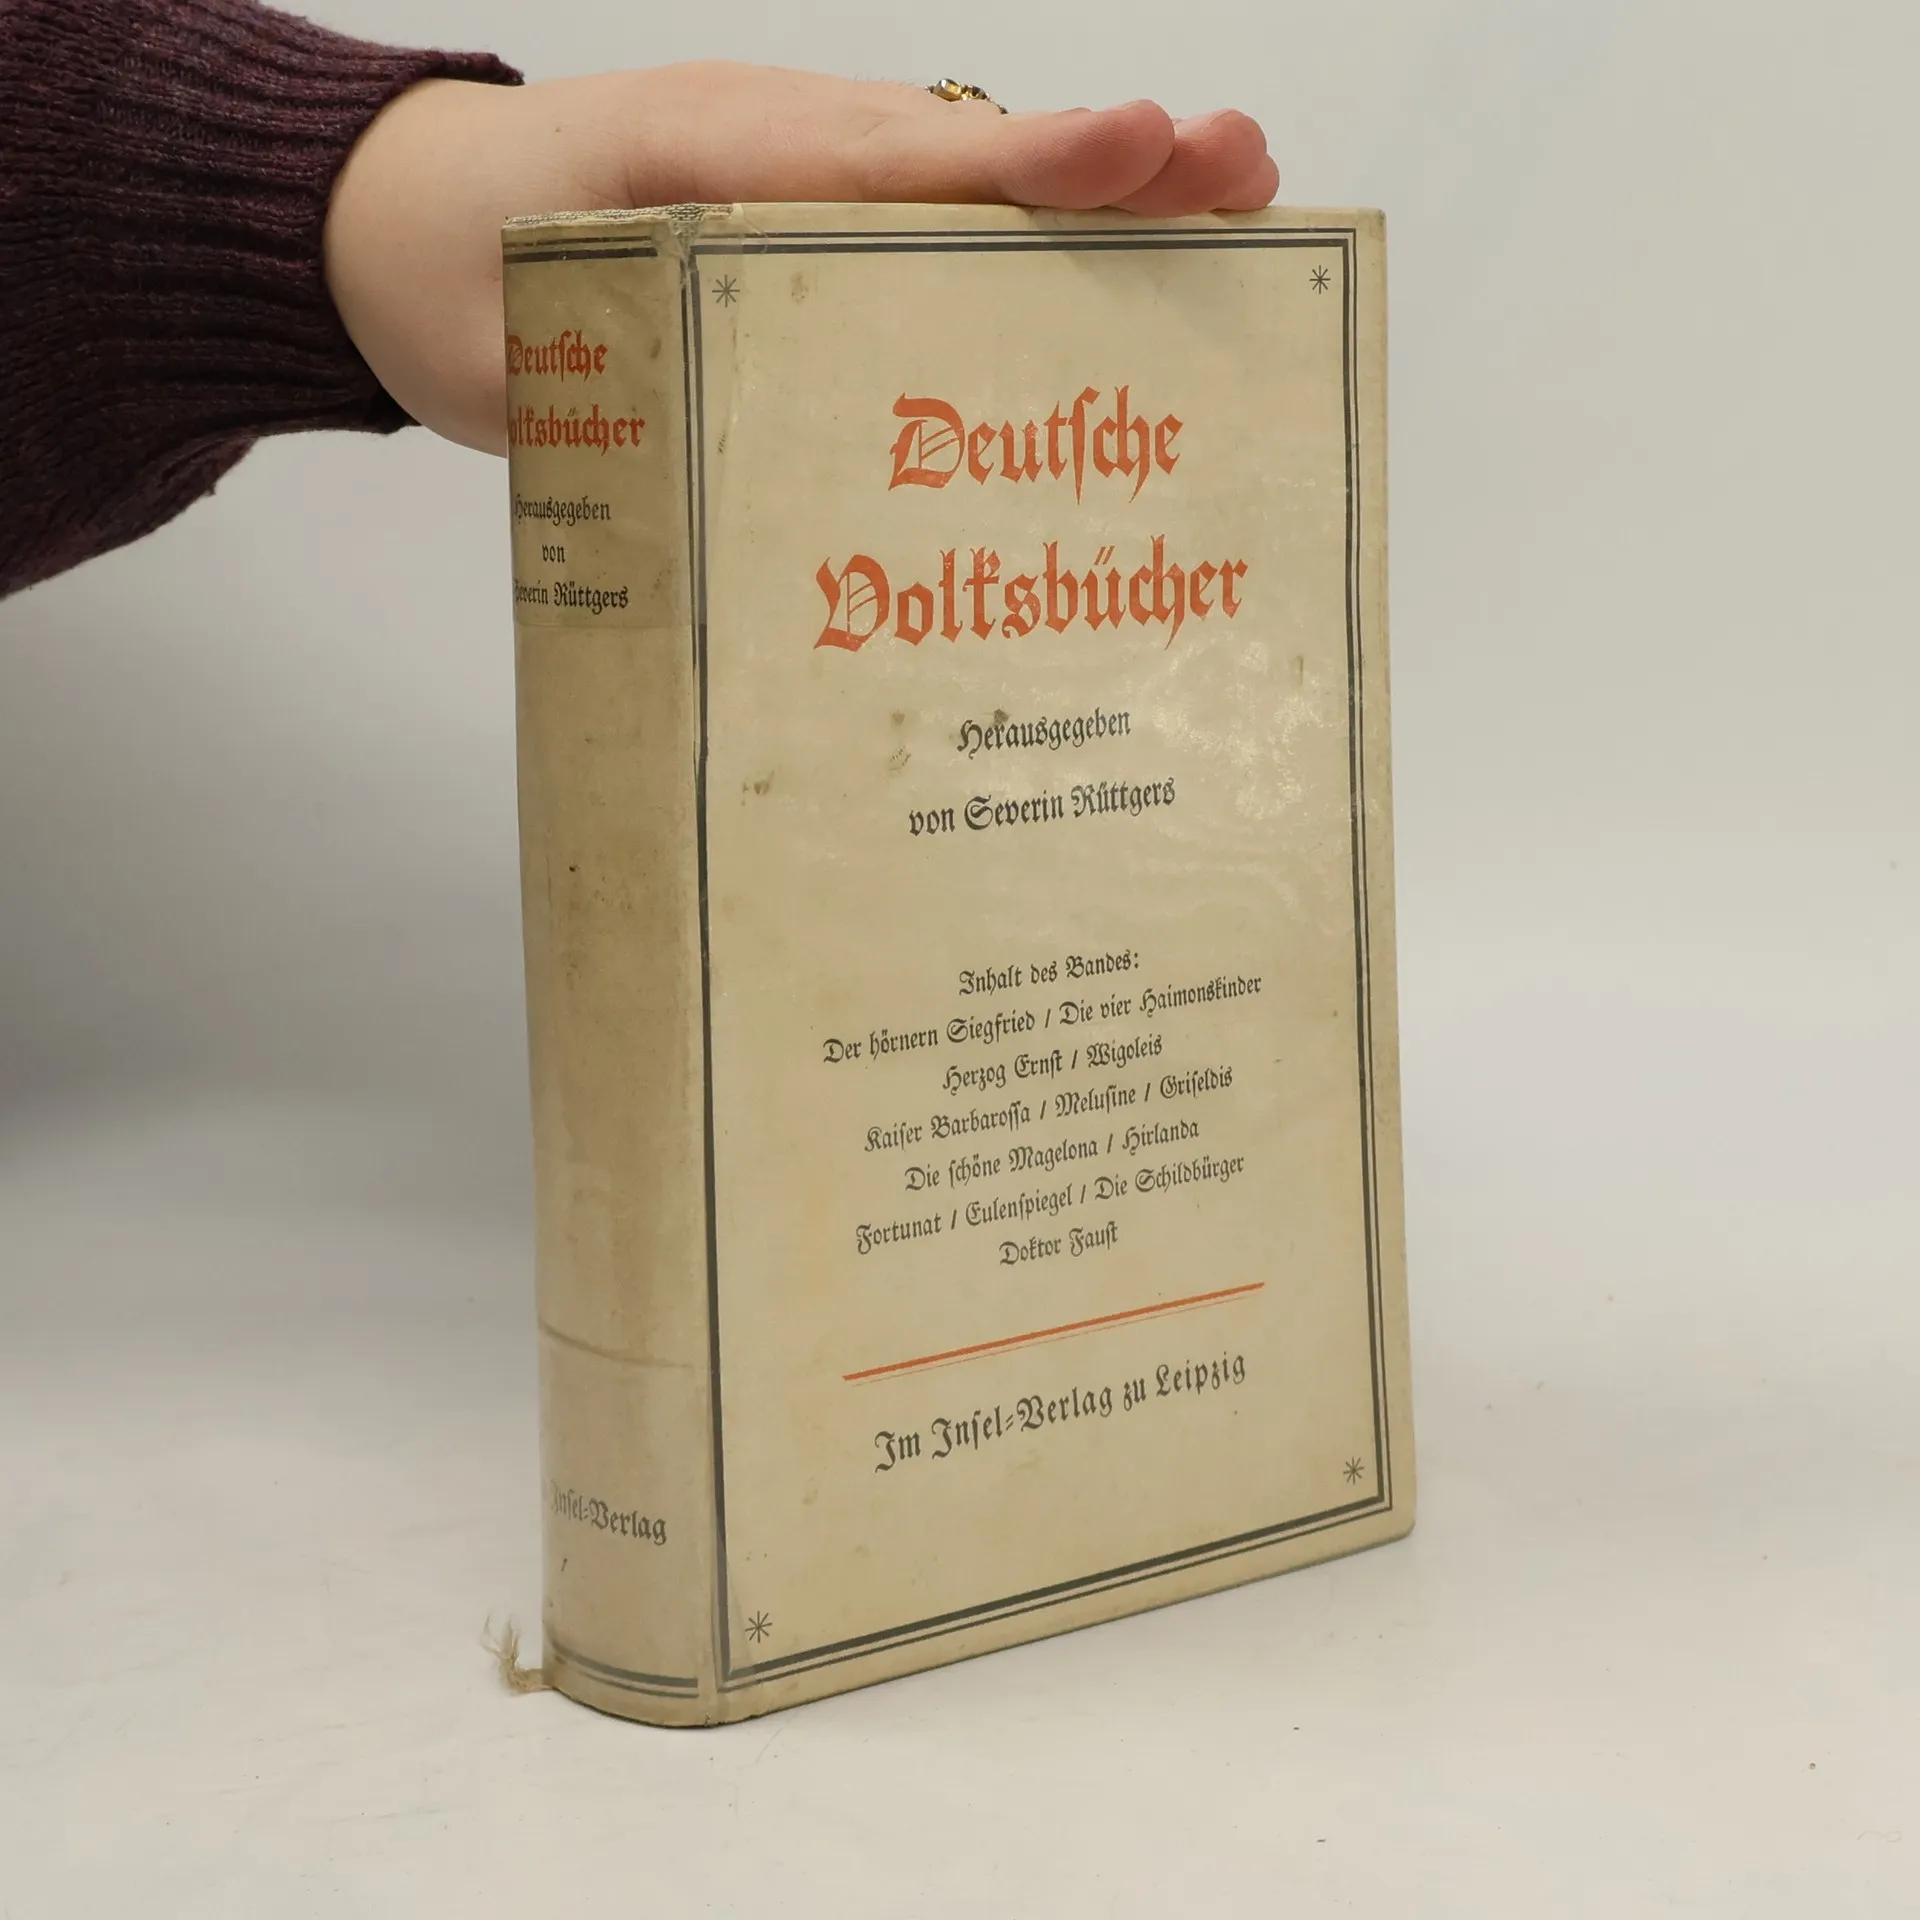 Deutſche
Herausgegeben
von
Severin Rüttgers
Inſel-Verlag
Deutſche
Volksbücher
Herausgegeben
von Severin Rüttgers
Inhalt des Bandes:
Der hörnern Siegfried / Die vier Haimonskinder
Herzog Ernſt / Wigoleis
Kaiſer Barbaroſſa / Meluſine / Griſeldis
Die ſchöne Magelona / Hirlanda
Fortunat / Eulenſpiegel / Die Schildbürger
Doktor Fauſt
Im Inſel-Verlag zu Leipzig